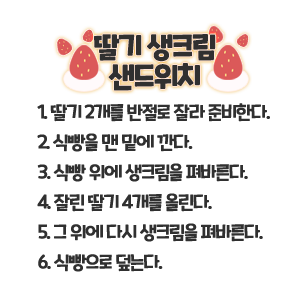 딸기 생크림
샌드위치
1. 딸기 2개를 반절로 잘라 준비한다.
2. 식빵을 맨 밑에 깐다.
3. 식빵 위에 생크림을 펴바른다.
4. 잘린 딸기 4개를 올린다.
5. 그 위에 다시 생크림을 펴바른다.
6. 식빵으로 덮는다.